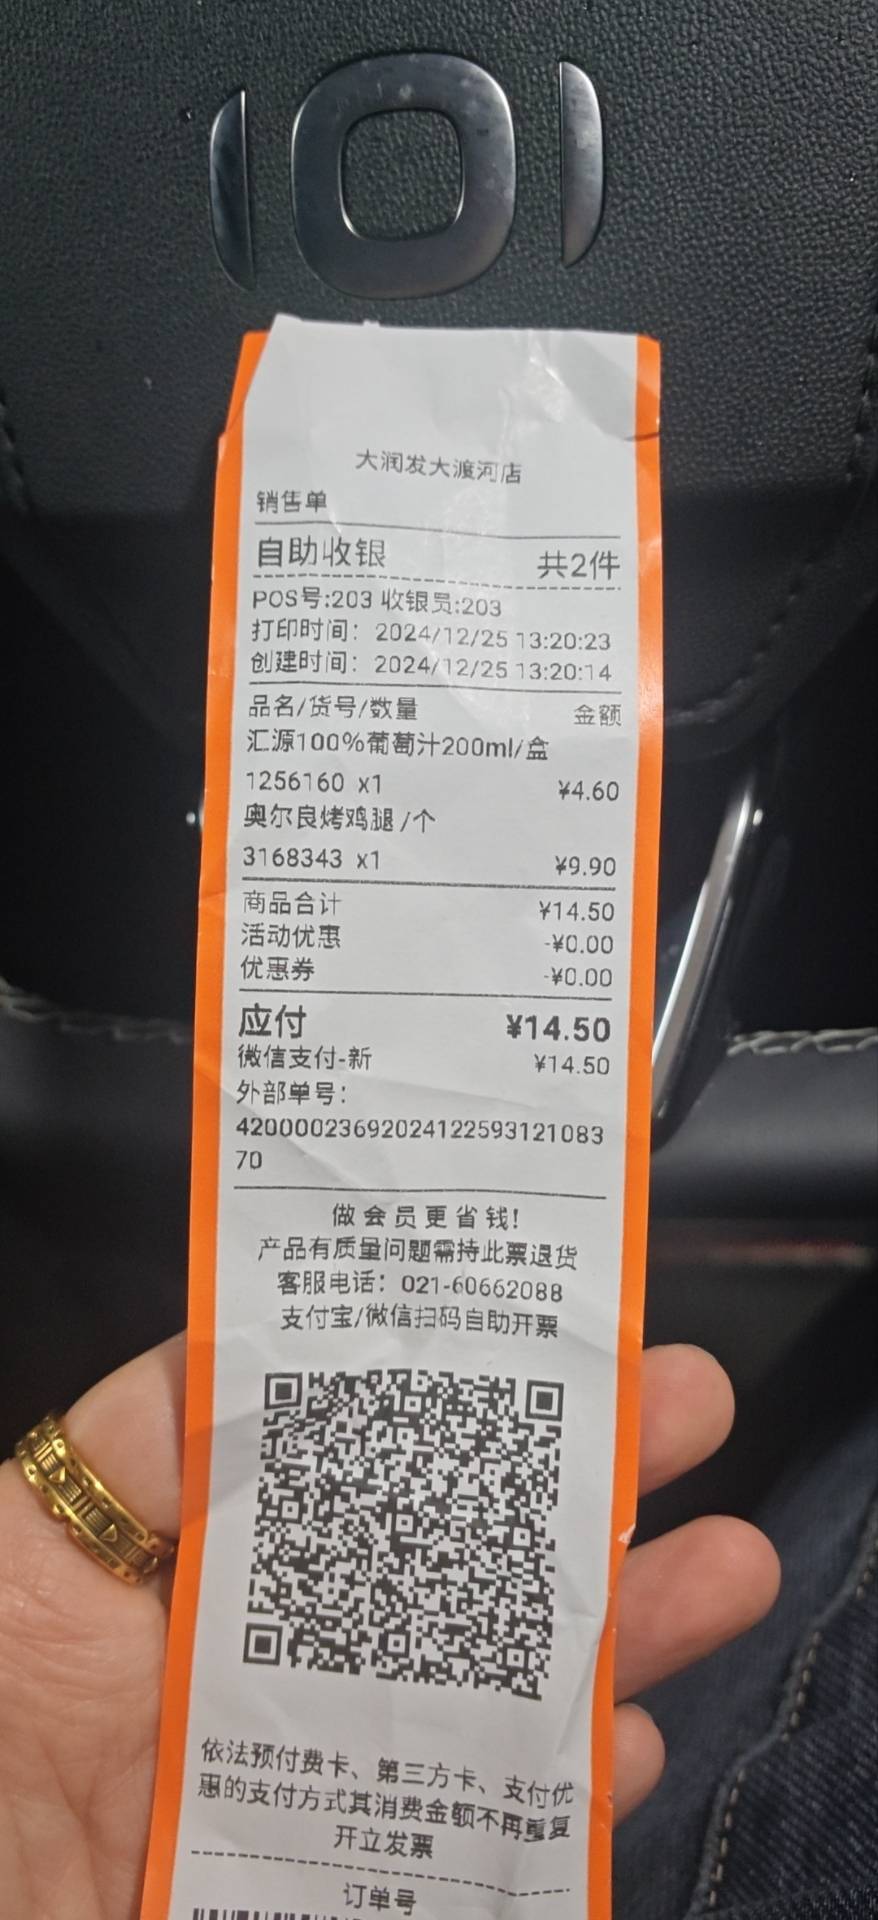 大润发大渡河店
销售单
自助收银 共2件
POS号:203 收银员:203
打印时间: 2024/12/25 13:20:23
创建时间: 2024/12/25 13:20:14
品名/货号/数量 金额
汇源100%葡萄汁200ml/盒
1256160 x1 ¥4.60
奥尔良烤鸡腿/个
3168343 x1 ¥9.90
商品合计 ¥14.50
活动优惠 -¥0.00
优惠券 -¥0.00
应付 ¥14.50
微信支付-新 ¥14.50
外部单号:
42000023692024122593121083
70
做会员更省钱!
产品有质量问题需持此票退货
客服电话: 021-60662088
支付宝/微信扫码自助开票
依法预付费卡、第三方卡、支付优
惠的支付方式其消费金额不再重复
开立发票
订单号